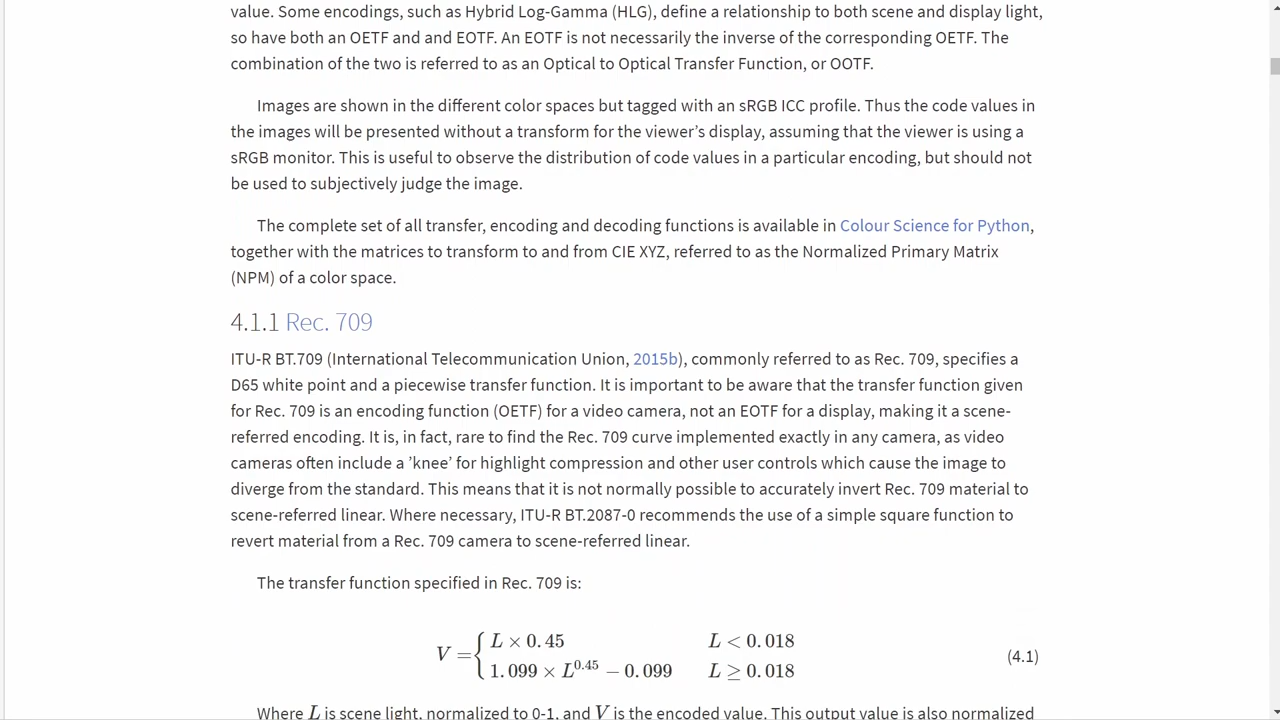 value. Some encodings, such as Hybrid Log-Gamma (HLG), define a relationship to both scene and display light,
so have both an OETF and and EOTF. An EOTF is not necessarily the inverse of the corresponding OETF. The
combination of the two is referred to as an Optical to Optical Transfer Function, or OOTF.
Images are shown in the different color spaces but tagged with an sRGB ICC profile. Thus the code values in
the images will be presented without a transform for the viewer’s display, assuming that the viewer is using a
sRGB monitor. This is useful to observe the distribution of code values in a particular encoding, but should not
be used to subjectively judge the image.
The complete set of all transfer, encoding and decoding functions is available in Colour Science for Python,
together with the matrices to transform to and from CIE XYZ, referred to as the Normalized Primary Matrix
(NPM) of a color space.
4.1.1 Rec. 709
ITU-R BT.709 (International Telecommunication Union, 2015b), commonly referred to as Rec. 709, specifies a
D65 white point and a piecewise transfer function. It is important to be aware that the transfer function given
for Rec. 709 is an encoding function (OETF) for a video camera, not an EOTF for a display, making it a scene-
referred encoding. It is, in fact, rare to find the Rec. 709 curve implemented exactly in any camera, as video
cameras often include a ’knee’ for highlight compression and other user controls which cause the image to
diverge from the standard. This means that it is not normally possible to accurately invert Rec. 709 material to
scene-referred linear. Where necessary, ITU-R BT.2087-0 recommends the use of a simple square function to
revert material from a Rec. 709 camera to scene-referred linear.
The transfer function specified in Rec. 709 is:
V = { L × 0.45 L < 0.018
1.099 × L^0.45 − 0.099 L ≥ 0.018 (4.1)
Where L is scene light, normalized to 0-1, and V is the encoded value. This output value is also normalized